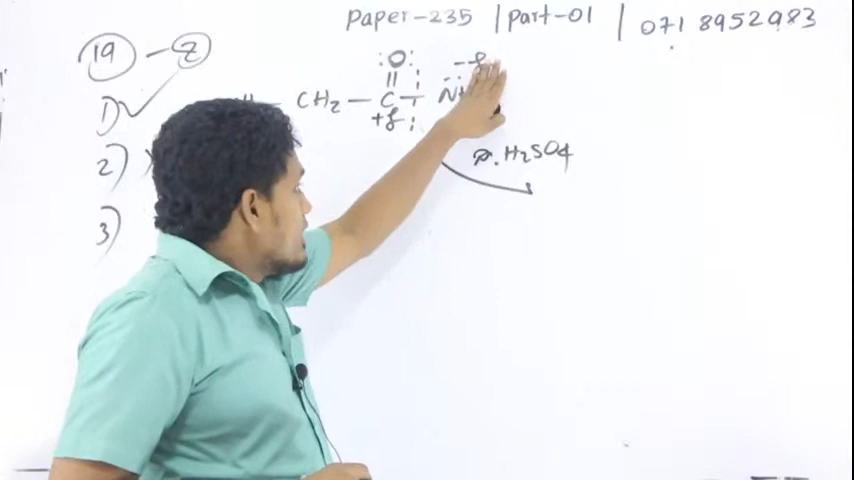 Paper-235 | Part-01 | 071 8952983
19 - 2
1) ✓
2)
3)
:O:
||
CH₂ — C — N
+δ
-δ
H₂SO₄